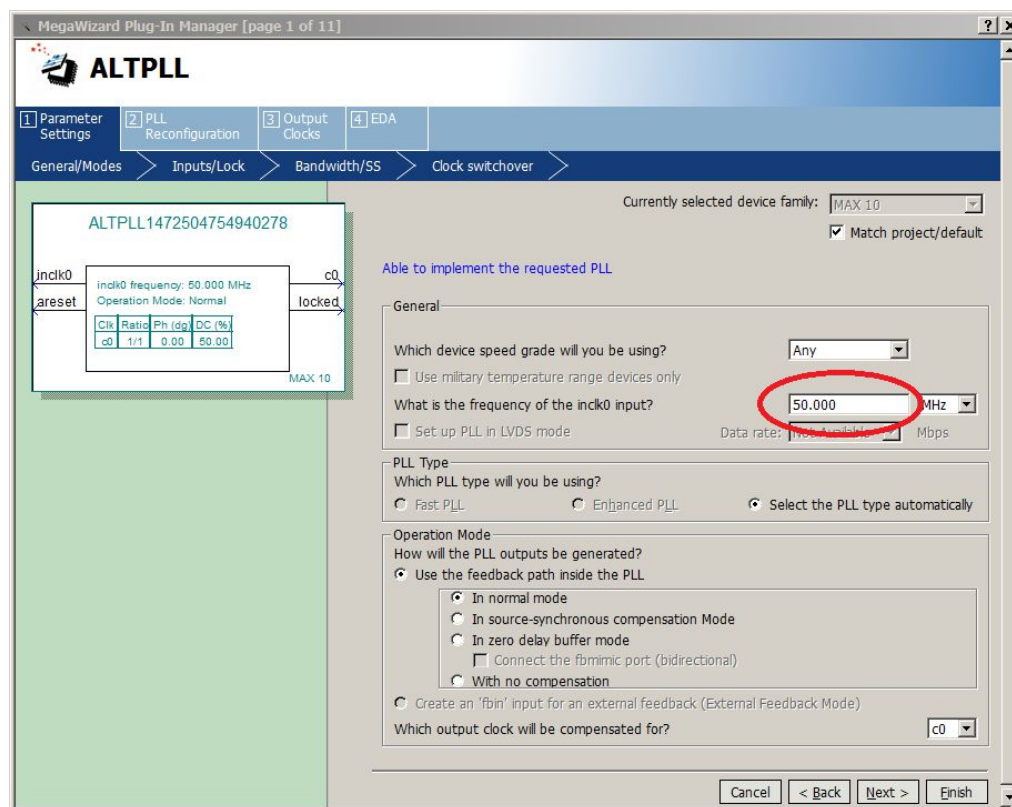 MegaWizard Plug-In Manager [page 1 of 11]
ALTPLL
1 Parameter Settings
2 PLL Reconfiguration
3 Output Clocks
4 EDA
General/Modes
Inputs/Lock
Bandwidth/SS
Clock switchover
Currently selected device family: MAX 10
Match project/default
ALTPLL1472504754940278
inclk0
areset
c0
locked
inclk0 frequency: 50.000 MHz
Operation Mode: Normal
Clk Ratio Ph (dg) DC (%)
c0 1/1 0.00 50.00
MAX 10
Able to implement the requested PLL
General
Which device speed grade will you be using? Any
Use military temperature range devices only
What is the frequency of the inclk0 input? 50.000 MHz
Set up PLL in LVDS mode Data rate: Not Available Mbps
PLL Type
Which PLL type will you be using?
Fast PLL Enhanced PLL Select the PLL type automatically
Operation Mode
How will the PLL outputs be generated?
Use the feedback path inside the PLL
In normal mode
In source-synchronous compensation Mode
In zero delay buffer mode
Connect the fbmimic port (bidirectional)
With no compensation
Create an 'fbin' input for an external feedback (External Feedback Mode)
Which output clock will be compensated for? c0
Cancel < Back Next > Finish